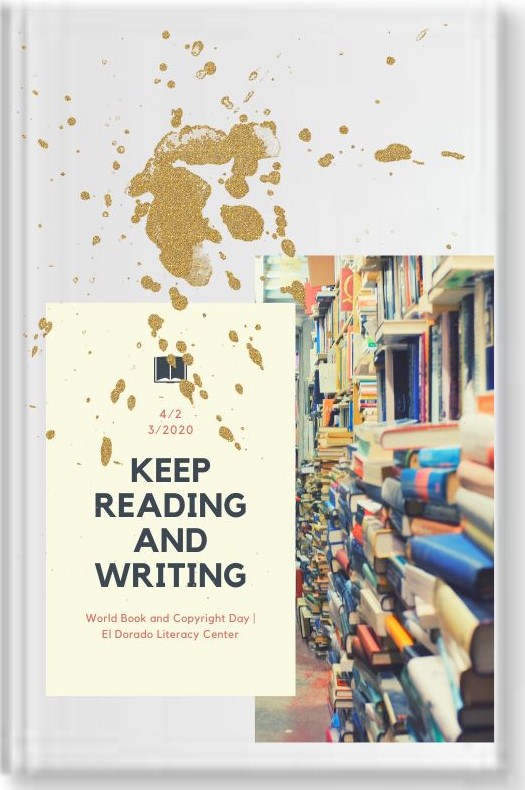 4/2
3/2020
KEEP
READING
AND
WRITING
World Book and Copyright Day |
El Dorado Literacy Center